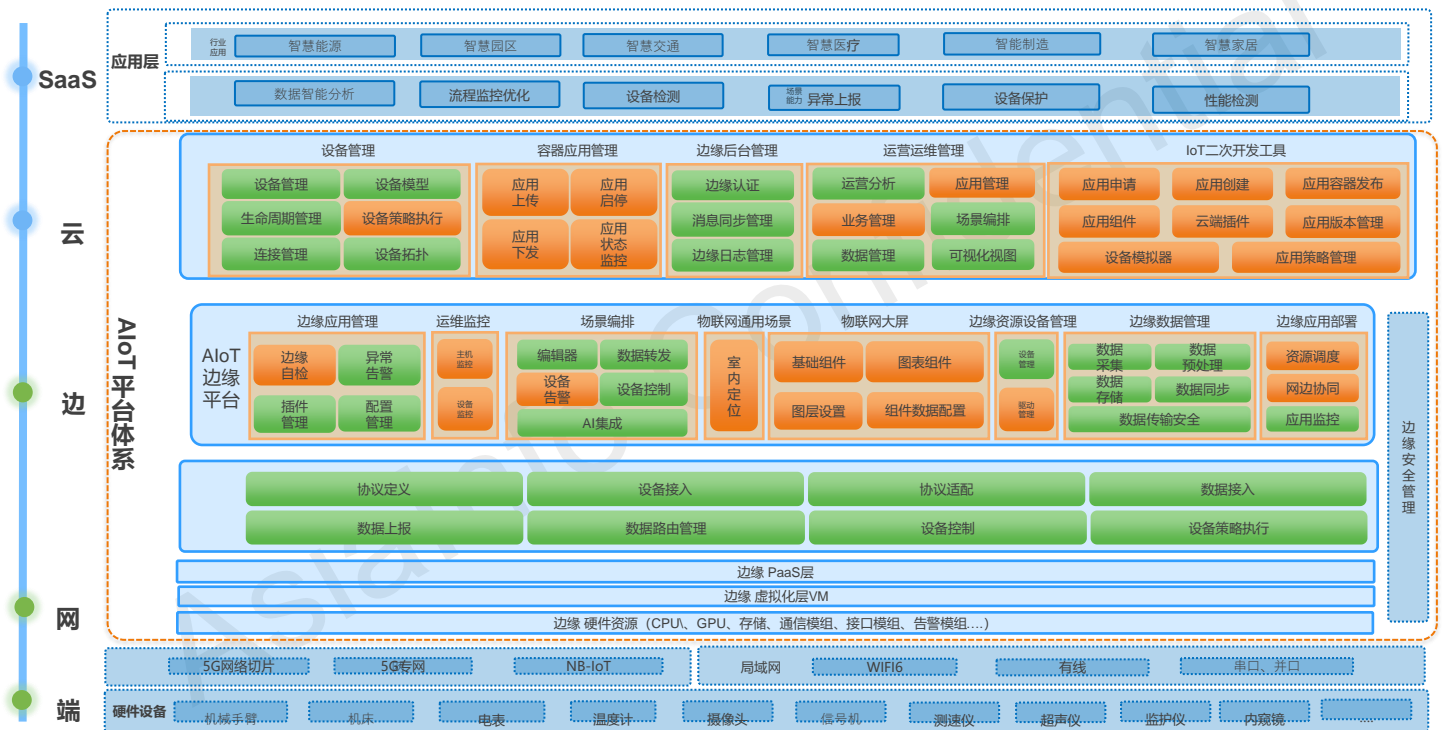 SaaS
应用层
行业
应用
智慧能源
智慧园区
智慧交通
智慧医疗
智能制造
智慧家居
数据智能分析
流程监控优化
设备检测
场景
能力
异常上报
设备保护
性能检测
云
设备管理
设备管理
设备模型
生命周期管理
设备策略执行
连接管理
设备拓扑
容器应用管理
应用
上传
应用
启停
应用
下发
应用
状态
监控
边缘后台管理
边缘认证
消息同步管理
边缘日志管理
运营运维管理
运营分析
应用管理
业务管理
场景编排
数据管理
可视化视图
IoT二次开发工具
应用申请
应用创建
应用容器发布
应用组件
云端插件
应用版本管理
设备模拟器
应用策略管理
AIoT平台体系
边
AIoT
边缘
平台
边缘应用管理
边缘
自检
异常
告警
插件
管理
配置
管理
运维监控
主机
监控
设备
监控
场景编排
编辑器
数据转发
设备
告警
设备控制
AI集成
物联网通用场景
室
内
定
位
物联网大屏
基础组件
图表组件
图层设置
组件数据配置
边缘资源设备管理
设备
管理
驱动
管理
边缘数据管理
数据
采集
数据
预处理
数据
存储
数据同步
数据传输安全
边缘应用部署
资源调度
网边协同
应用监控
边缘安全管理
协议定义
设备接入
协议适配
数据接入
数据上报
数据路由管理
设备控制
设备策略执行
边缘 PaaS层
边缘 虚拟化层VM
边缘 硬件资源（CPU\、GPU、存储、通信模组、接口模组、告警模组....）
网
5G网络切片
5G专网
NB-IoT
局域网
WIFI6
有线
串口、并口
端
硬件设备
机械手臂
机床
电表
温度计
摄像头
信号机
测速仪
超声仪
监护仪
内窥镜
....
AsiaInfo Confidential